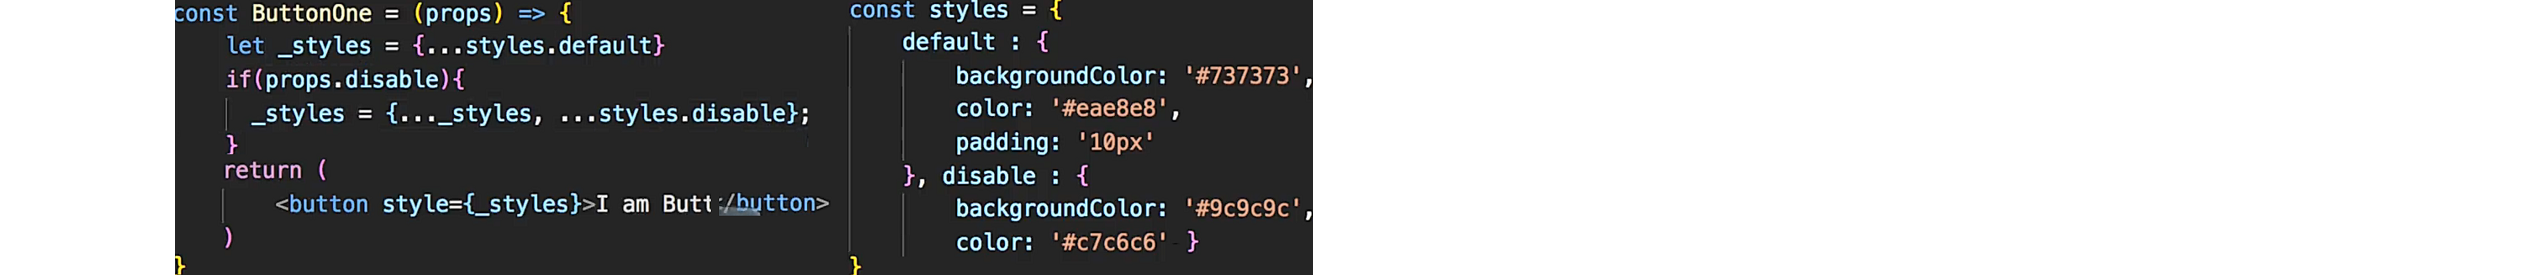 const ButtonOne = (props) => {
let _styles = {...styles.default}
if(props.disable){
_styles = {..._styles, ...styles.disable};
}
return (
<button style={_styles}>I am Butt /button>
)
}
const styles = {
default : {
backgroundColor: '#737373',
color: '#eae8e8',
padding: '10px'
}, disable : {
backgroundColor: '#9c9c9c',
color: '#c7c6c6' }
}